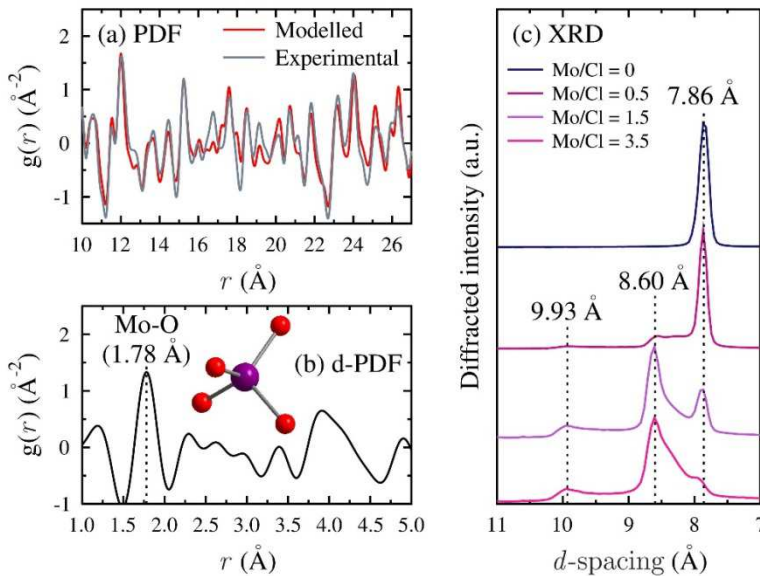 (a) PDF
Modelled
Experimental
g(r) (Å⁻²)
2
1
0
-1
10 12 14 16 18 20 22 24 26
r (Å)
Mo-O
(1.78 Å)
(b) d-PDF
g(r) (Å⁻²)
2
1
0
-1
1.0 1.5 2.0 2.5 3.0 3.5 4.0 4.5 5.0
r (Å)
(c) XRD
Mo/Cl = 0
Mo/Cl = 0.5
Mo/Cl = 1.5
Mo/Cl = 3.5
7.86 Å
8.60 Å
9.93 Å
Diffracted intensity (a.u.)
11 10 9 8 7
d-spacing (Å)